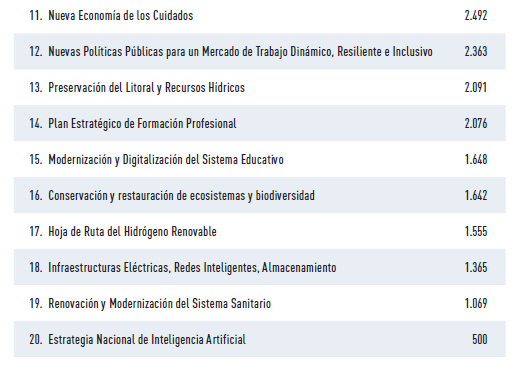 11. Nueva Economía de los Cuidados 2.492
12. Nuevas Políticas Públicas para un Mercado de Trabajo Dinámico, Resiliente e Inclusivo 2.363
13. Preservación del Litoral y Recursos Hídricos 2.091
14. Plan Estratégico de Formación Profesional 2.076
15. Modernización y Digitalización del Sistema Educativo 1.648
16. Conservación y restauración de ecosistemas y biodiversidad 1.642
17. Hoja de Ruta del Hidrógeno Renovable 1.555
18. Infraestructuras Eléctricas, Redes Inteligentes, Almacenamiento 1.365
19. Renovación y Modernización del Sistema Sanitario 1.069
20. Estrategia Nacional de Inteligencia Artificial 500